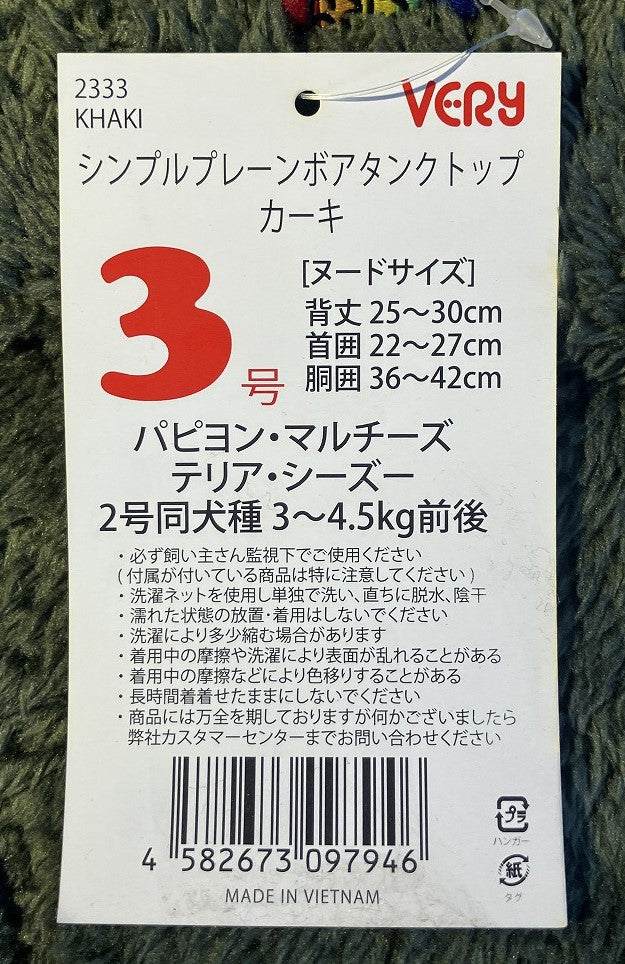 2333
KHAKI
VERY
シンプルプレーンボアタンクトップ
カーキ
3号
[ヌードサイズ]
背丈 25～30cm
首囲 22～27cm
胴囲 36～42cm
パピヨン・マルチーズ
テリア・シーズー
2号同犬種 3～4.5kg前後
・必ず飼い主さん監視下でご使用ください
(付属が付いている商品は特に注意してください)
・洗濯ネットを使用し単独で洗い、直ちに脱水、陰干
・濡れた状態の放置・着用はしないでください
・洗濯により多少縮む場合があります
・着用中の摩擦や洗濯により表面が乱れることがある
・着用中の摩擦などにより色移りすることがある
・長時間着着せたままにしないでください
・商品には万全を期しておりますが何かございましたら
弊社カスタマーセンターまでお問い合わせください
4 582673 097946
MADE IN VIETNAM
プラ
ハンガー
紙
タグ